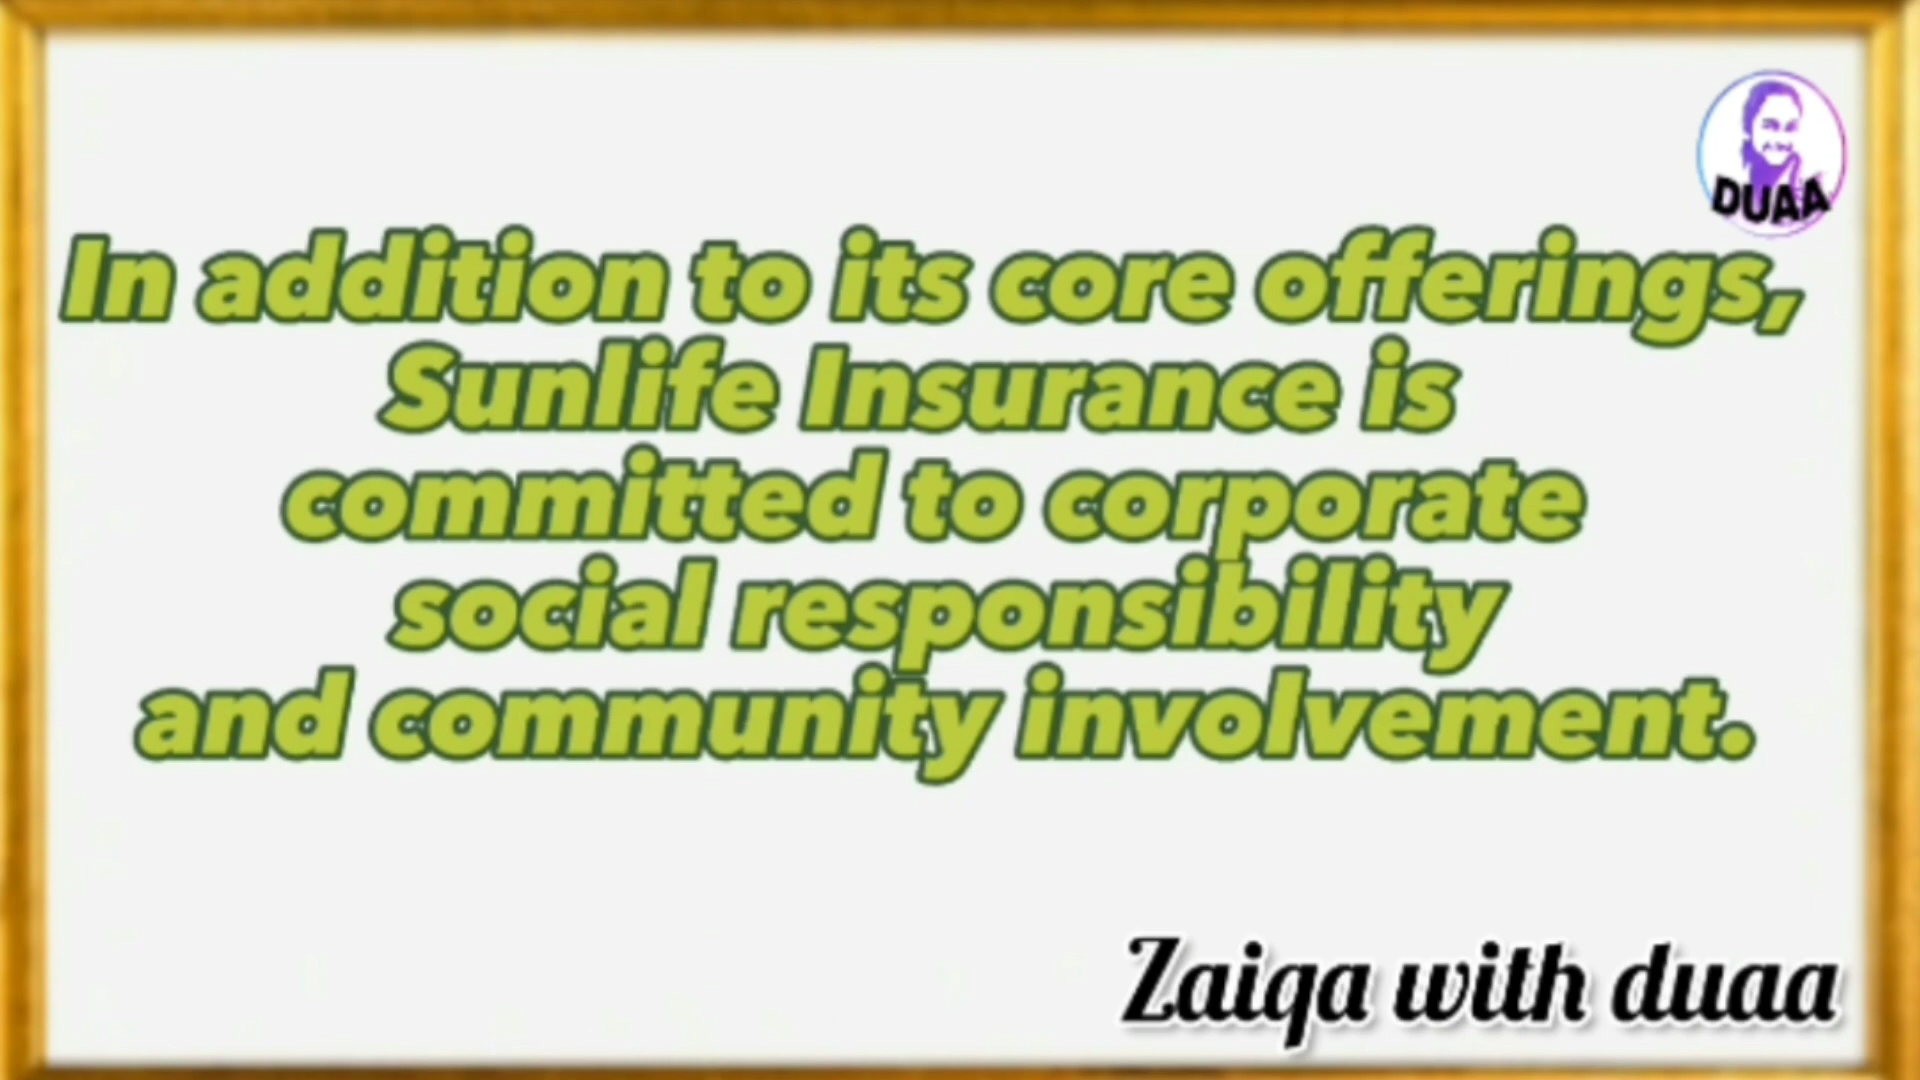 DUAA
In addition to its core offerings,
Sunlife Insurance is
committed to corporate
social responsibility
and community involvement.
Zaiqa with duaa